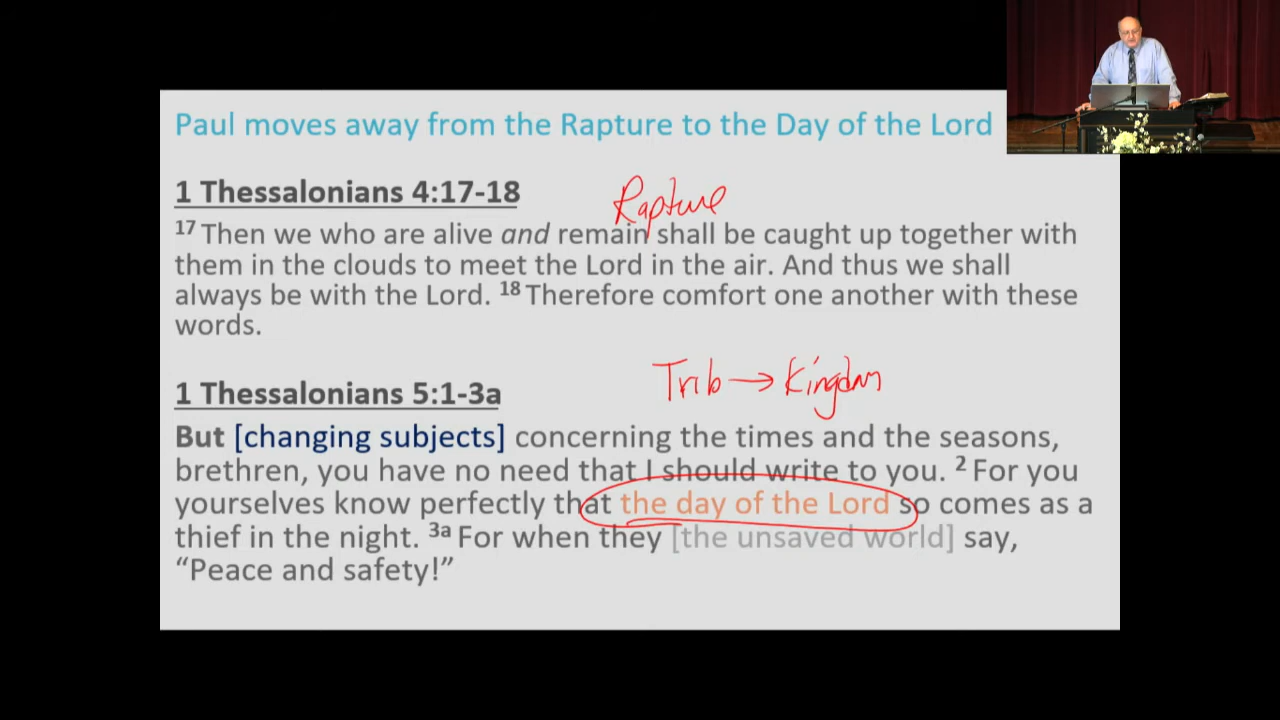 Paul moves away from the Rapture to the Day of the Lord
1 Thessalonians 4:17-18
Rapture
17 Then we who are alive and remain shall be caught up together with
them in the clouds to meet the Lord in the air. And thus we shall
always be with the Lord. 18 Therefore comfort one another with these
words.
Trib → Kingdom
1 Thessalonians 5:1-3a
But [changing subjects] concerning the times and the seasons,
brethren, you have no need that I should write to you. 2 For you
yourselves know perfectly that the day of the Lord so comes as a
thief in the night. 3a For when they [the unsaved world] say,
“Peace and safety!”